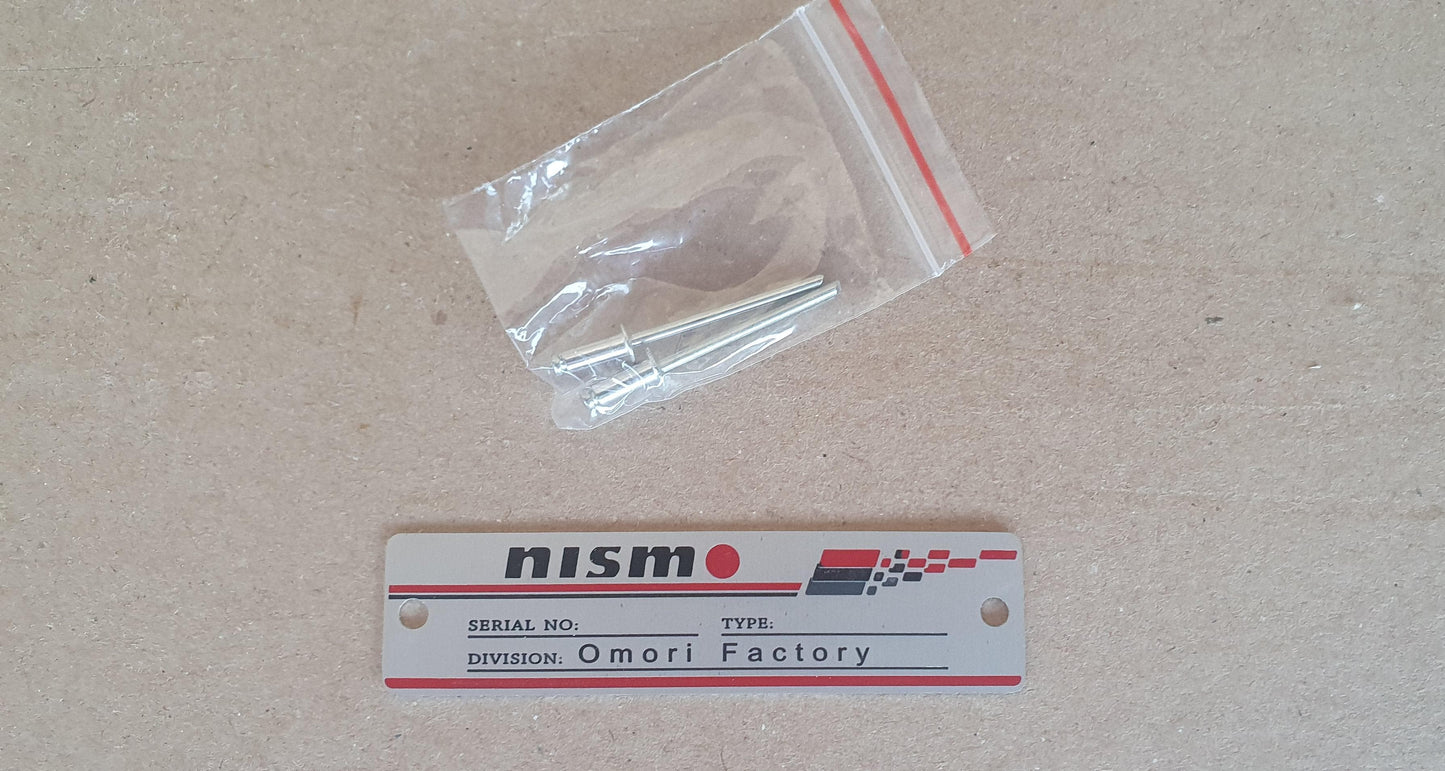 nismo
SERIAL NO: TYPE:
DIVISION: Omori Factory